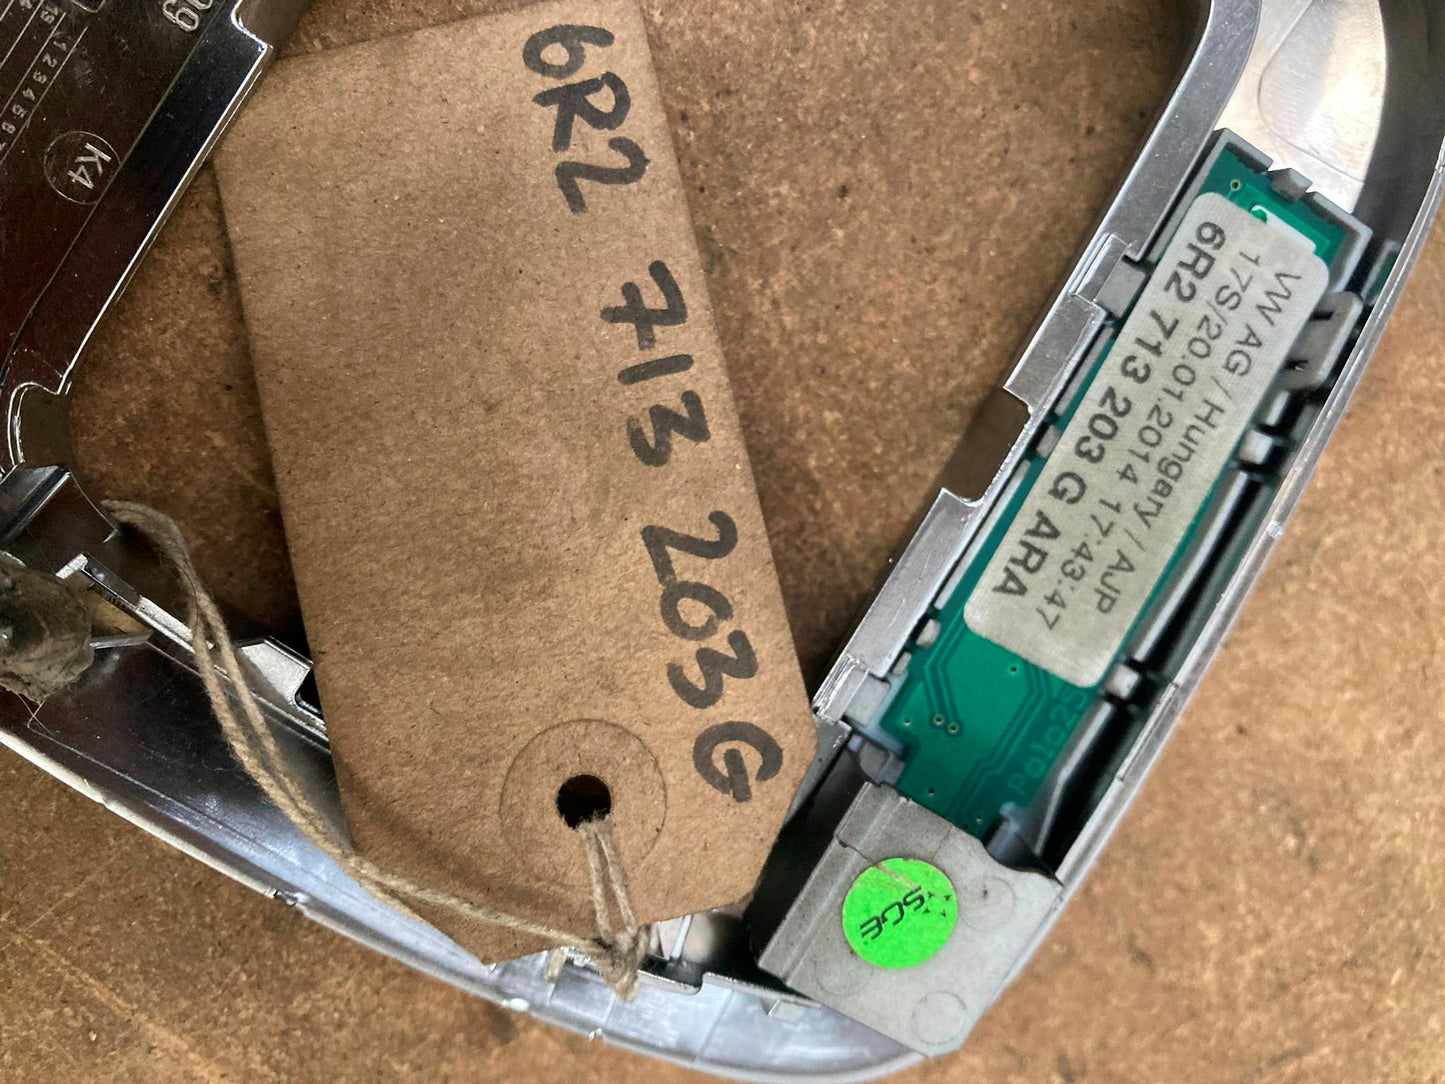 6R2 713 203 G
VW AG / Hungary / AJP
17S/20.01.2014 17:43:47
6R2 713 203 G ARA
SGE
K4